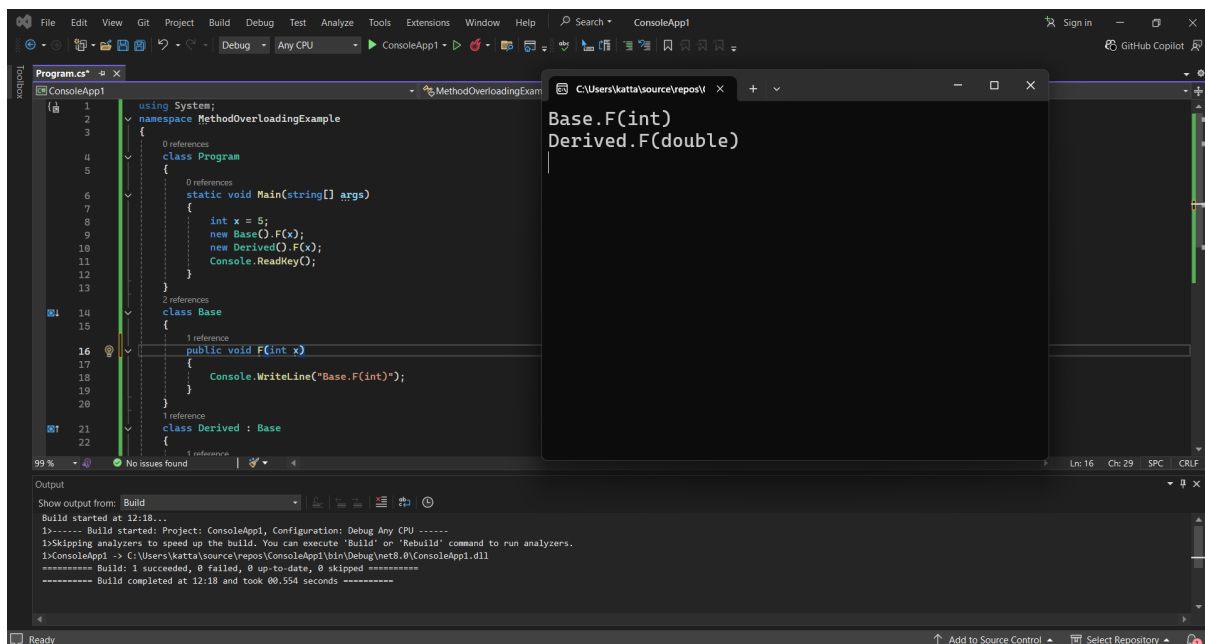 File Edit View Git Project Build Debug Test Analyze Tools Extensions Window Help Search ConsoleApp1 Sign in
Debug Any CPU ConsoleApp1 GitHub Copilot
Toolbox
Program.cs*
ConsoleApp1 MethodOverloadingExam
1 using System;
2 namespace MethodOverloadingExample
3 {
0 references
4 class Program
5 {
0 references
6 static void Main(string[] args)
7 {
8 int x = 5;
9 new Base().F(x);
10 new Derived().F(x);
11 Console.ReadKey();
12 }
13 }
2 references
14 class Base
15 {
1 reference
16 public void F(int x)
17 {
18 Console.WriteLine("Base.F(int)");
19 }
20 }
1 reference
21 class Derived : Base
22 {
1 reference
C:\Users\katta\source\repos\(
Base.F(int)
Derived.F(double)
99 % No issues found Ln: 16 Ch: 29 SPC CRLF
Output
Show output from: Build
Build started at 12:18...
1>------ Build started: Project: ConsoleApp1, Configuration: Debug Any CPU ------
1>Skipping analyzers to speed up the build. You can execute 'Build' or 'Rebuild' command to run analyzers.
1>ConsoleApp1 -> C:\Users\katta\source\repos\ConsoleApp1\bin\Debug\net8.0\ConsoleApp1.dll
========== Build: 1 succeeded, 0 failed, 0 up-to-date, 0 skipped ==========
========== Build completed at 12:18 and took 00.554 seconds ==========
Ready Add to Source Control Select Repository